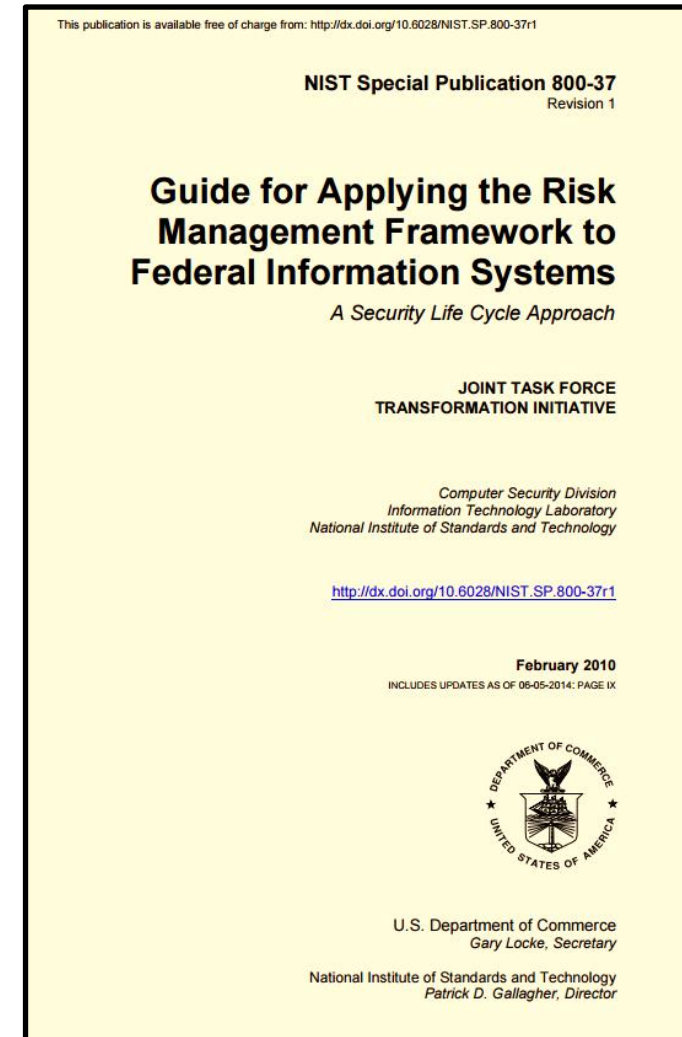 This publication is available free of charge from: http://dx.doi.org/10.6028/NIST.SP.800-37r1
NIST Special Publication 800-37
Revision 1
Guide for Applying the Risk
Management Framework to
Federal Information Systems
A Security Life Cycle Approach
JOINT TASK FORCE
TRANSFORMATION INITIATIVE
Computer Security Division
Information Technology Laboratory
National Institute of Standards and Technology
http://dx.doi.org/10.6028/NIST.SP.800-37r1
February 2010
INCLUDES UPDATES AS OF 06-05-2014: PAGE IX
DEPARTMENT OF COMMERCE
UNITED STATES OF AMERICA
U.S. Department of Commerce
Gary Locke, Secretary
National Institute of Standards and Technology
Patrick D. Gallagher, Director